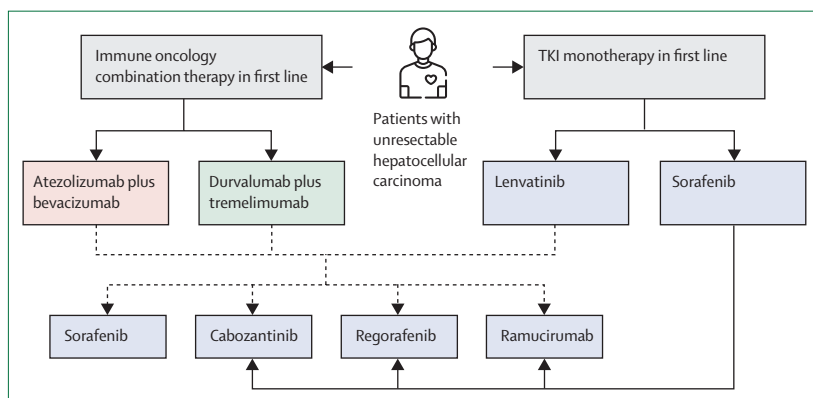 Immune oncology
combination therapy in first line
TKI monotherapy in first line
Patients with
unresectable
hepatocellular
carcinoma
Atezolizumab plus
bevacizumab
Durvalumab plus
tremelimumab
Lenvatinib
Sorafenib
Sorafenib
Cabozantinib
Regorafenib
Ramucirumab